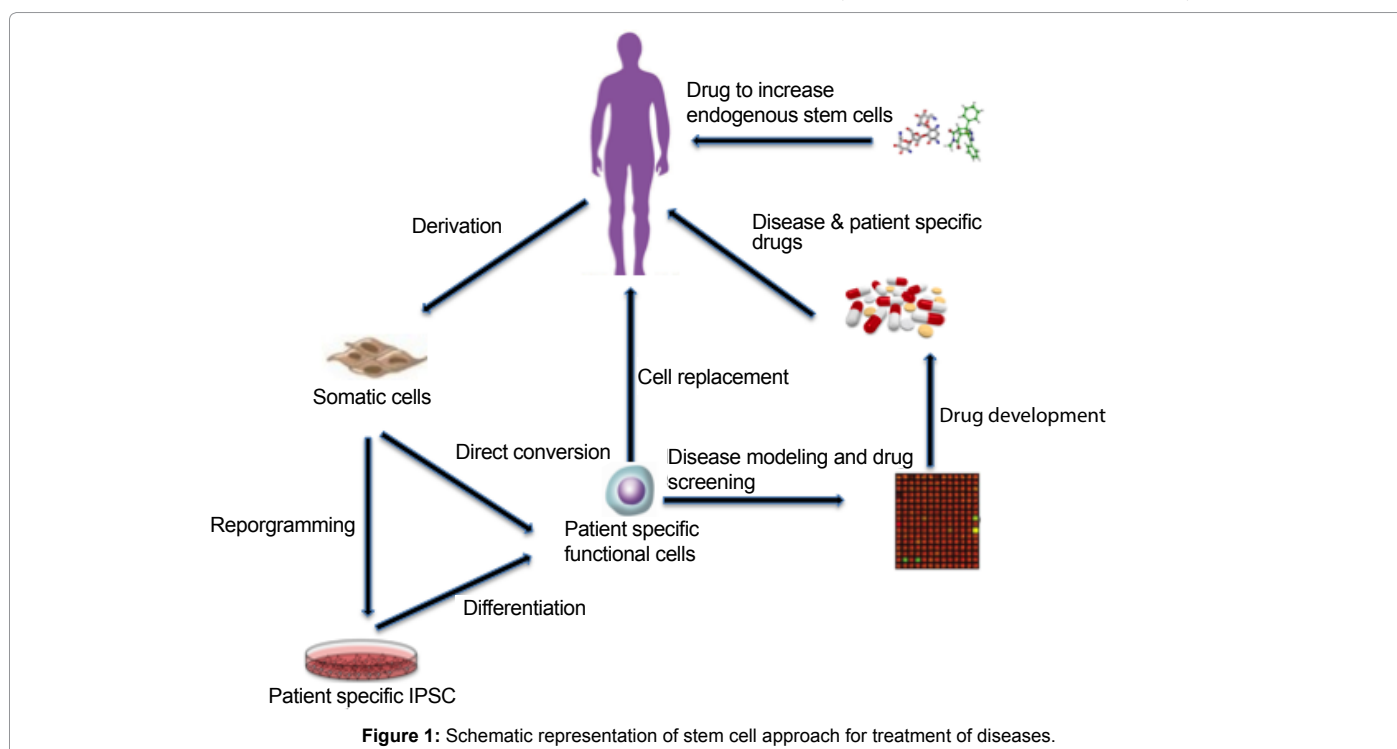 Drug to increase
endogenous stem cells
Derivation
Disease & patient specific
drugs
Somatic cells
Cell replacement
Drug development
Direct conversion
Disease modeling and drug
screening
Reporgramming
Patient specific
functional cells
Differentiation
Patient specific IPSC
Figure 1: Schematic representation of stem cell approach for treatment of diseases.